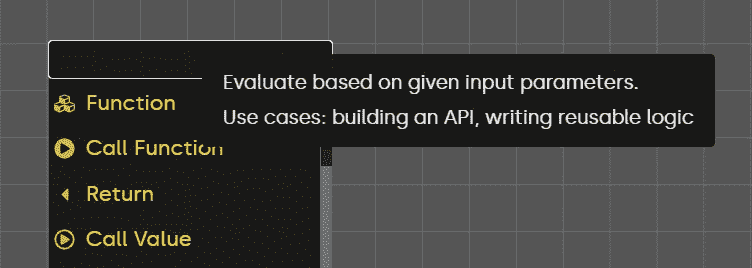 Evaluate based on given input parameters.
Use cases: building an API, writing reusable logic
Function
Call Function
Return
Call Value